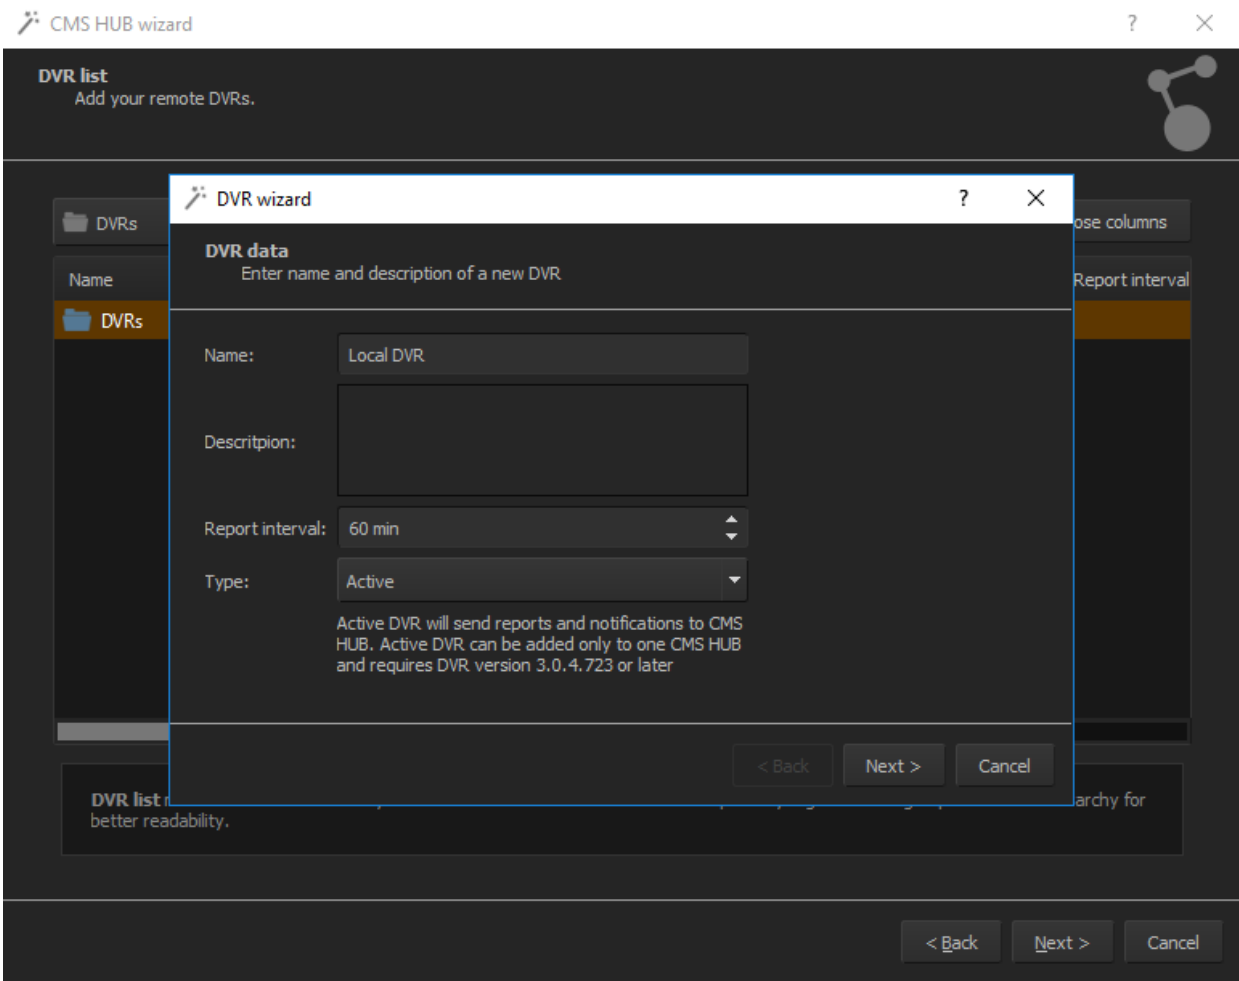 CMS HUB wizard
?
DVR list
Add your remote DVRs.
DVRs
ose columns
Name
Report interval
DVRs
DVR wizard
?
DVR data
Enter name and description of a new DVR
Name:
Local DVR
Descritpion:
Report interval:
60 min
Type:
Active
Active DVR will send reports and notifications to CMS
HUB. Active DVR can be added only to one CMS HUB
and requires DVR version 3.0.4.723 or later
< Back
Next >
Cancel
DVR list
archy for
better readability.
< Back
Next >
Cancel